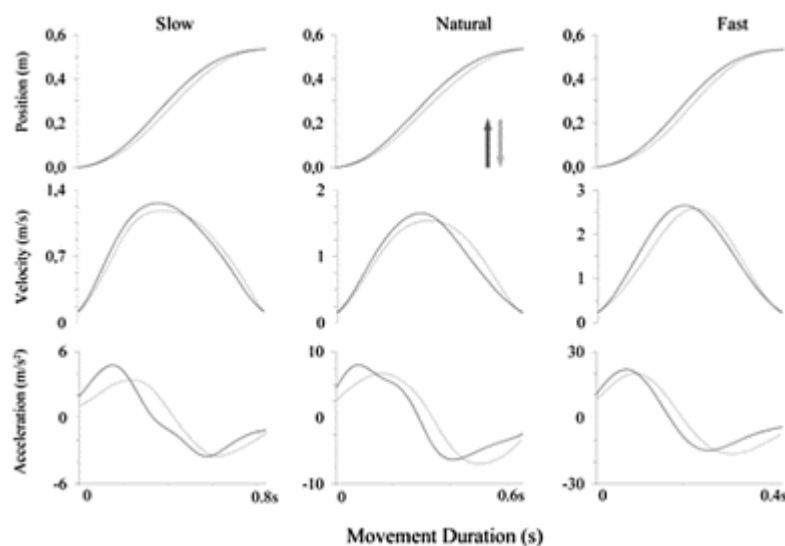 Slow Natural Fast
Position (m)
0,6 0,6 0,6
0,4 0,4 0,4
0,2 0,2 0,2
0,0 0,0 0,0
Velocity (m/s)
1,4 2 3
2
0,7 1
1
0 0 0
Acceleration (m/s²)
6 10 30
0 0 0
-6 -10 -30
0 0.8s 0 0.6s 0 0.4s
Movement Duration (s)